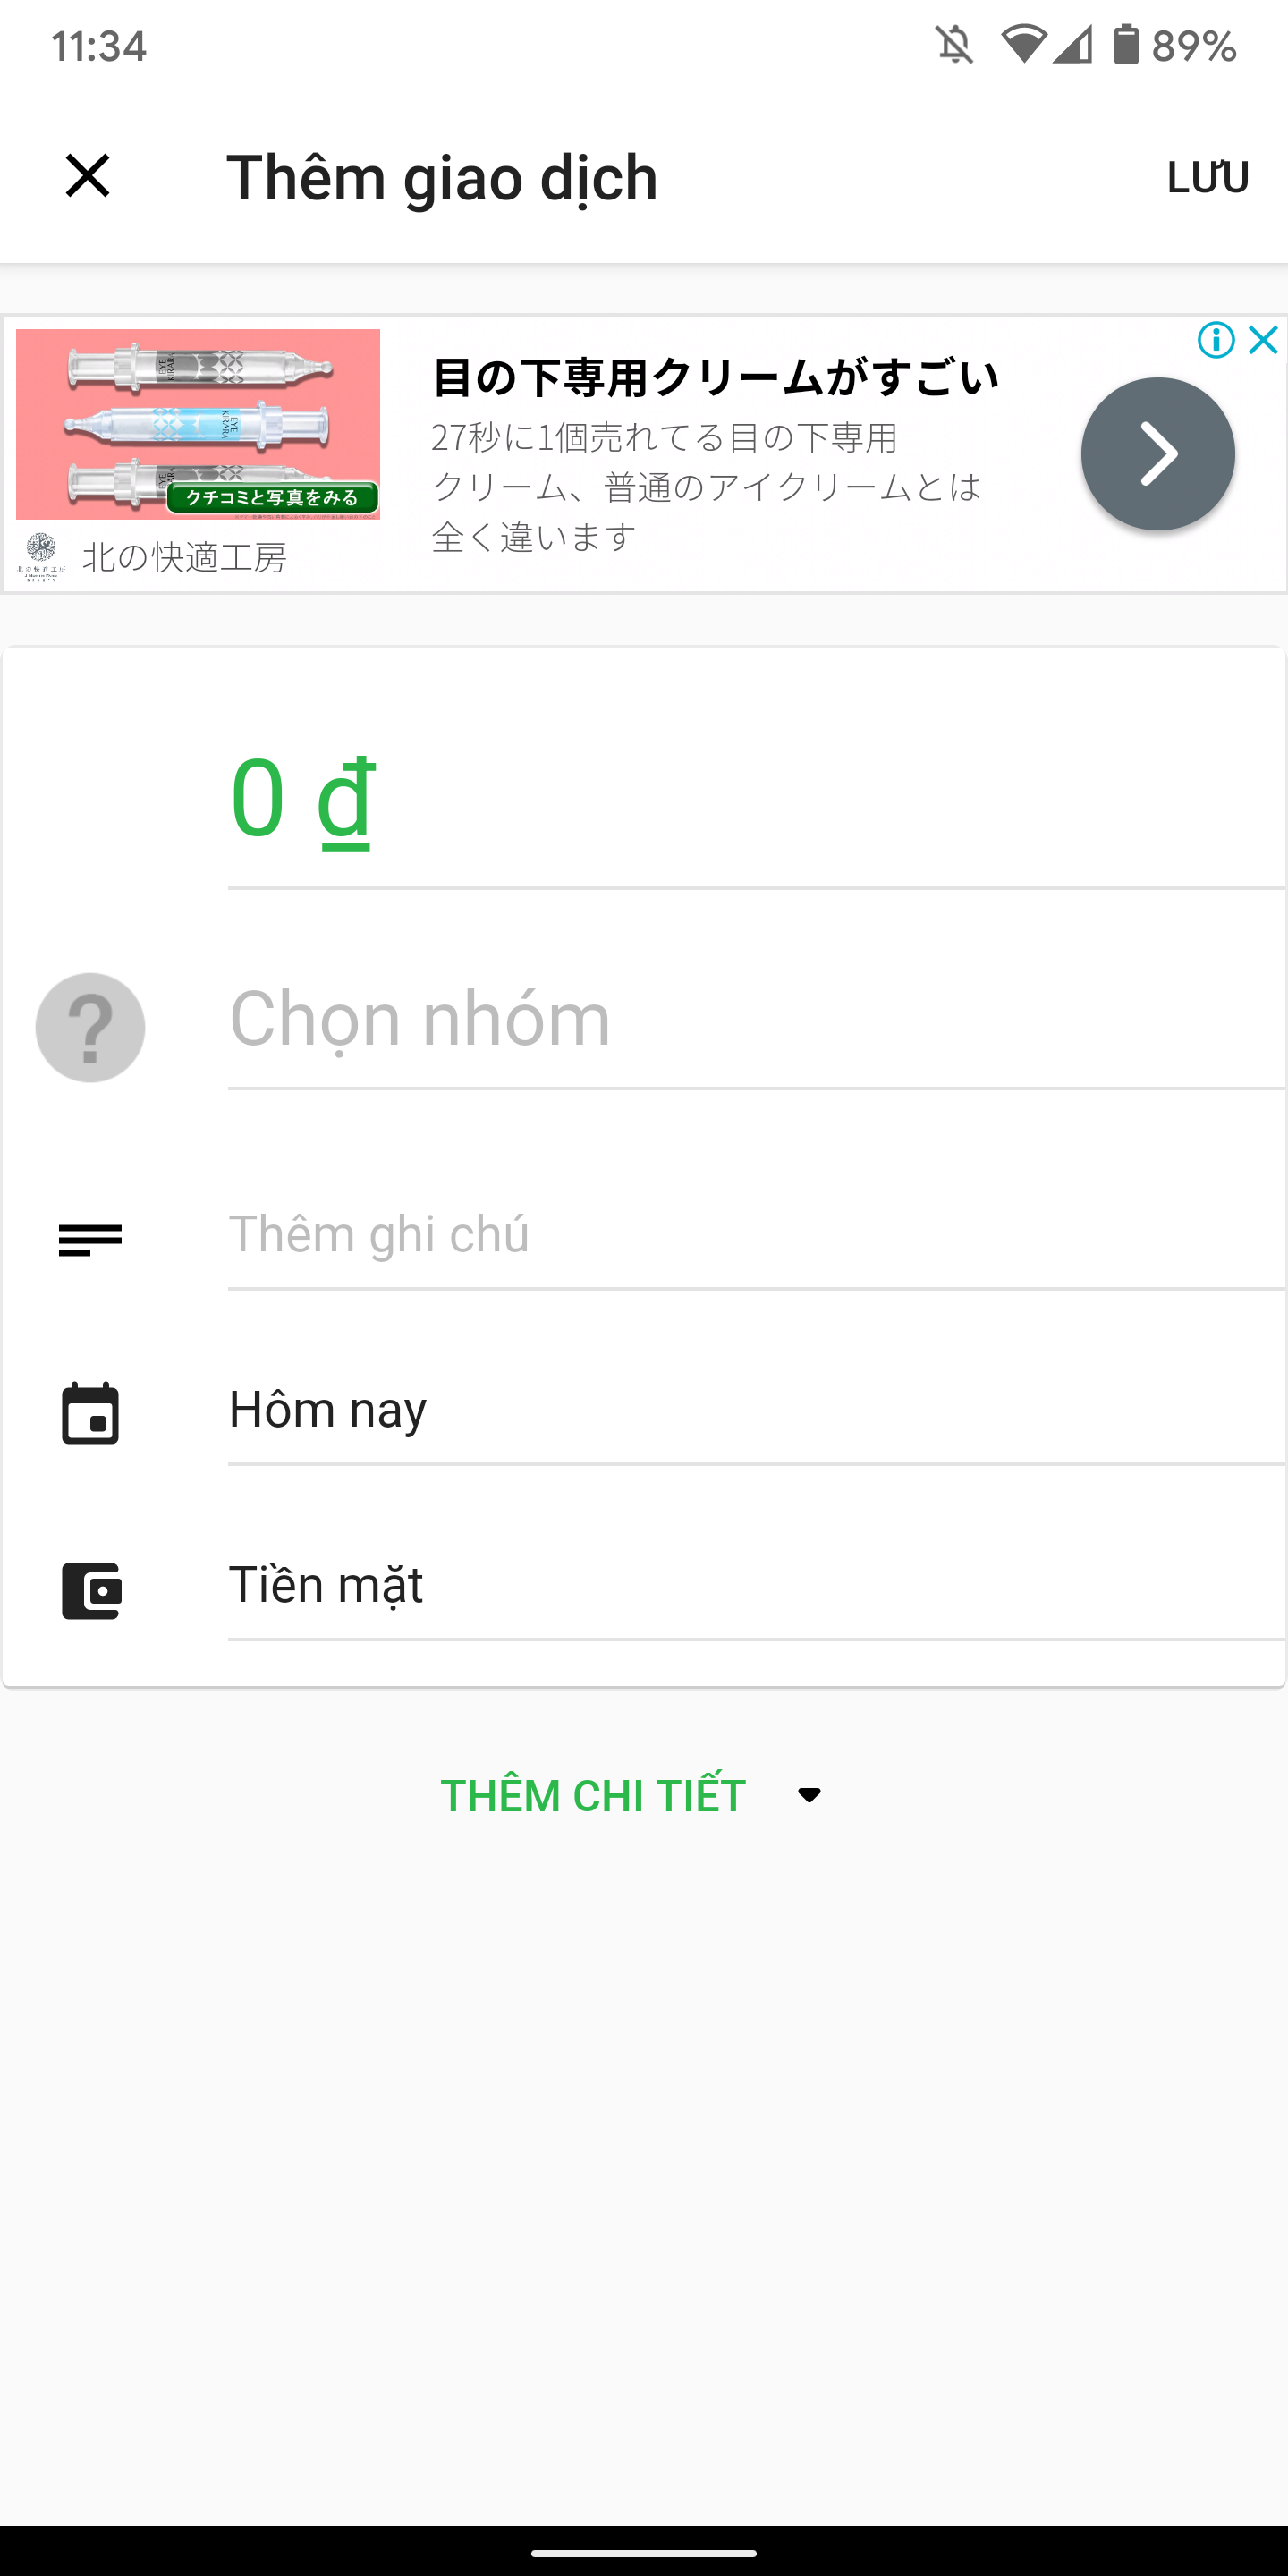 11:34
89%
Thêm giao dịch
LƯU
EYE KIRARA
EYE KIRARA
クチコミと写真をみる
北の快適工房
目の下専用クリームがすごい
27秒に1個売れてる目の下専用
クリーム、普通のアイクリームとは
全く違います
0 đ
Chọn nhóm
Thêm ghi chú
Hôm nay
Tiền mặt
THÊM CHI TIẾT